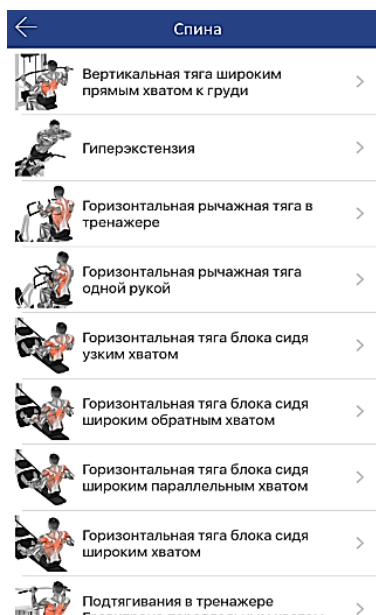 Спина
Вертикальная тяга широким
прямым хватом к груди
Гиперэкстензия
Горизонтальная рычажная тяга в
тренажере
Горизонтальная рычажная тяга
одной рукой
Горизонтальная тяга блока сидя
узким хватом
Горизонтальная тяга блока сидя
широким обратным хватом
Горизонтальная тяга блока сидя
широким параллельным хватом
Горизонтальная тяга блока сидя
широким хватом
Подтягивания в тренажере